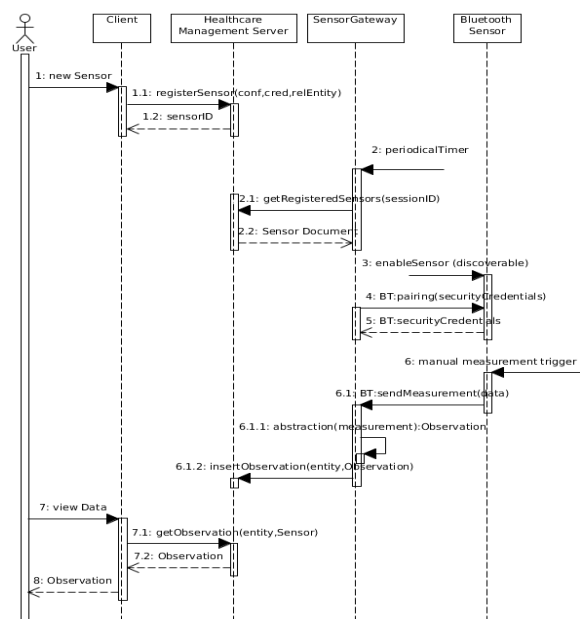 Client
Healthcare
Management Server
SensorGateway
Bluetooth
Sensor
User
1: new Sensor
1.1: registerSensor(conf,cred,relEntity)
1.2: sensorID
2: periodicalTimer
2.1: getRegisteredSensors(sessionID)
2.2: Sensor Document
3: enableSensor (discoverable)
4: BT:pairing(securityCredentials)
5: BT:securityCredentials
6: manual measurement trigger
6.1: BT:sendMeasurement(data)
6.1.1: abstraction(measurement):Observation
6.1.2: insertObservation(entity,Observation)
7: view Data
7.1: getObservation(entity,Sensor)
7.2: Observation
8: Observation